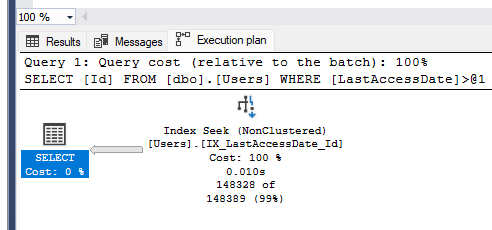 100 %
Results Messages Execution plan
Query 1: Query cost (relative to the batch): 100%
SELECT [Id] FROM [dbo].[Users] WHERE [LastAccessDate]>@1
Index Seek (NonClustered)
[Users].[IX_LastAccessDate_Id]
Cost: 100 %
0.010s
148328 of
148389 (99%)
SELECT
Cost: 0 %